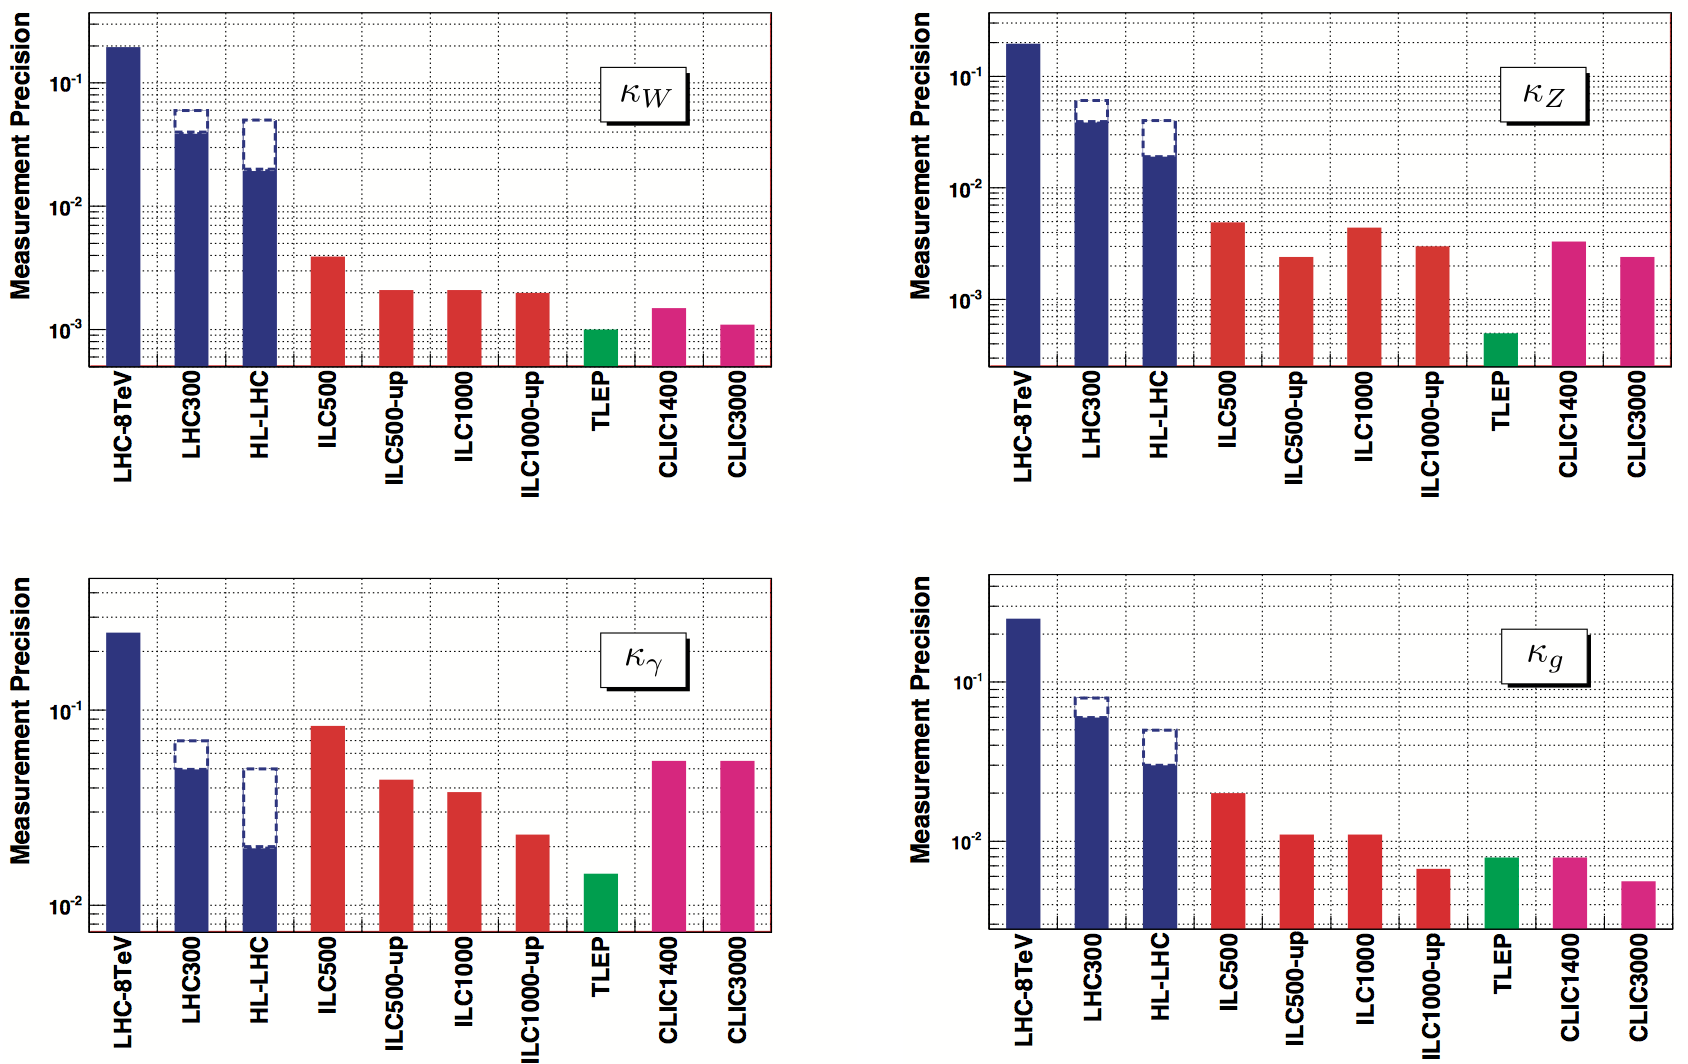 Measurement Precision
10⁻¹
10⁻²
10⁻³
κ_W
LHC-8TeV
LHC300
HL-LHC
ILC500
ILC500-up
ILC1000
ILC1000-up
TLEP
CLIC1400
CLIC3000
Measurement Precision
10⁻¹
10⁻²
10⁻³
κ_Z
LHC-8TeV
LHC300
HL-LHC
ILC500
ILC500-up
ILC1000
ILC1000-up
TLEP
CLIC1400
CLIC3000
Measurement Precision
10⁻¹
10⁻²
κ_γ
LHC-8TeV
LHC300
HL-LHC
ILC500
ILC500-up
ILC1000
ILC1000-up
TLEP
CLIC1400
CLIC3000
Measurement Precision
10⁻¹
10⁻²
κ_g
LHC-8TeV
LHC300
HL-LHC
ILC500
ILC500-up
ILC1000
ILC1000-up
TLEP
CLIC1400
CLIC3000